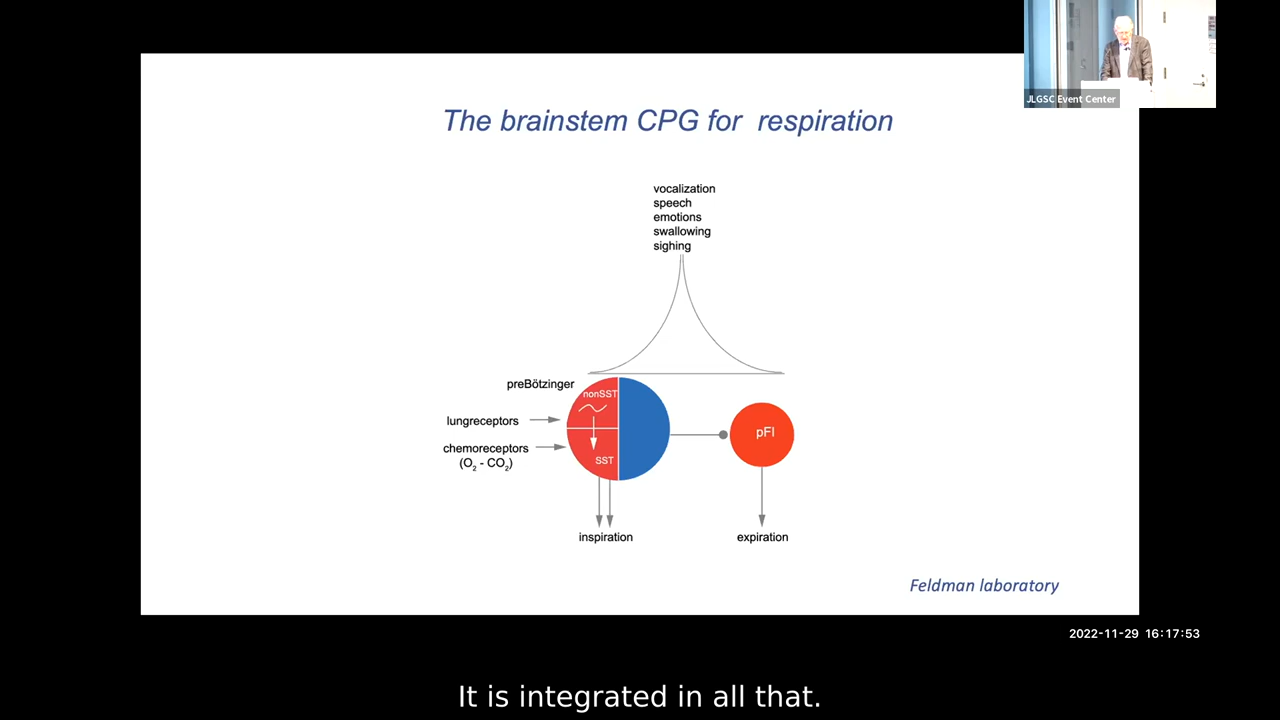 JLGSC Event Center
The brainstem CPG for respiration
vocalization
speech
emotions
swallowing
sighing
preBötzinger
nonSST
lungreceptors
chemoreceptors
(O₂ - CO₂)
SST
pFl
inspiration
expiration
Feldman laboratory
2022-11-29 16:17:53
It is integrated in all that.